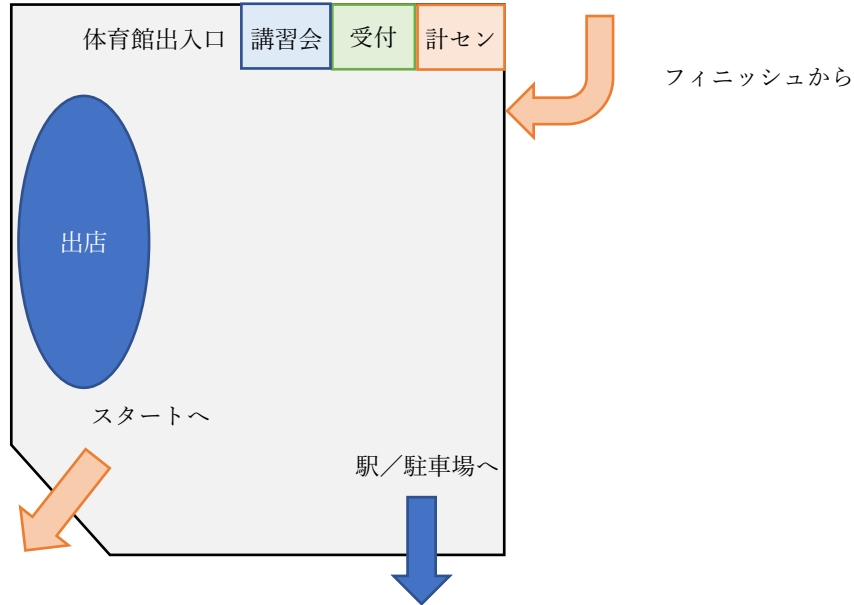 体育館出入口
講習会
受付
計セン
フィニッシュから
出店
スタートへ
駅／駐車場へ